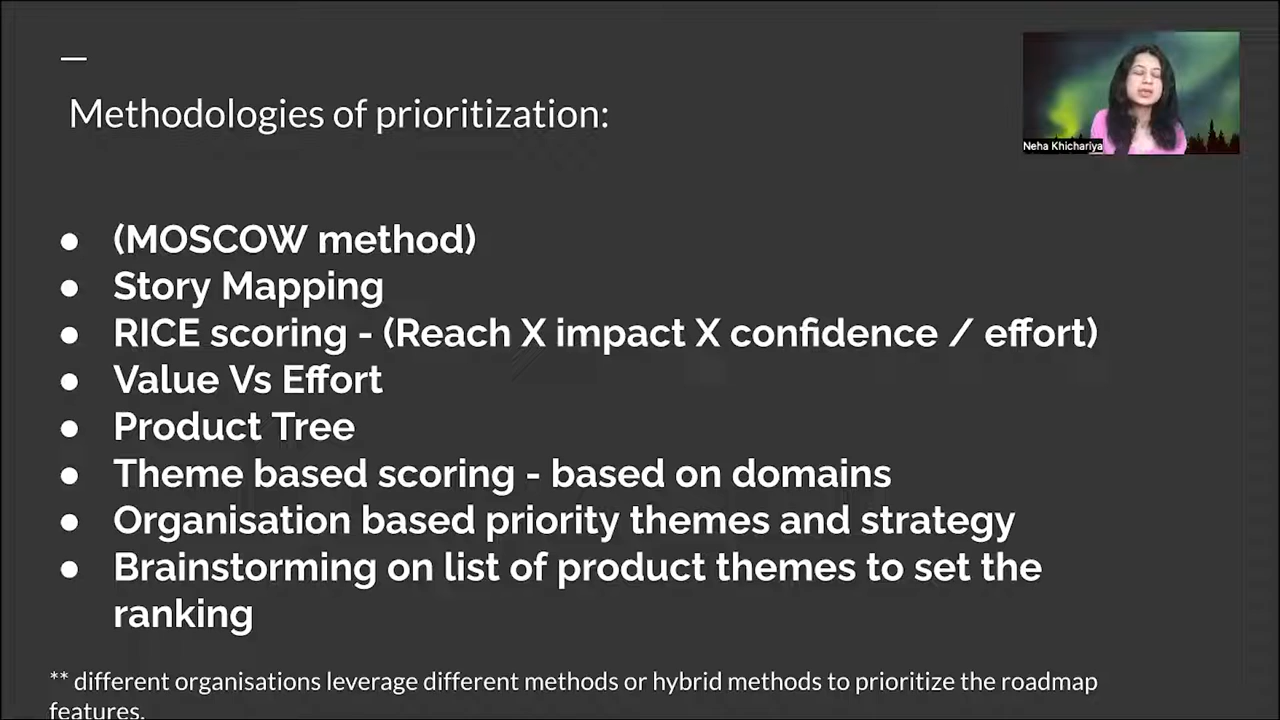 Methodologies of prioritization:
Neha Khichariya
● (MOSCOW method)
● Story Mapping
● RICE scoring - (Reach X impact X confidence / effort)
● Value Vs Effort
● Product Tree
● Theme based scoring - based on domains
● Organisation based priority themes and strategy
● Brainstorming on list of product themes to set the
ranking
** different organisations leverage different methods or hybrid methods to prioritize the roadmap
features.